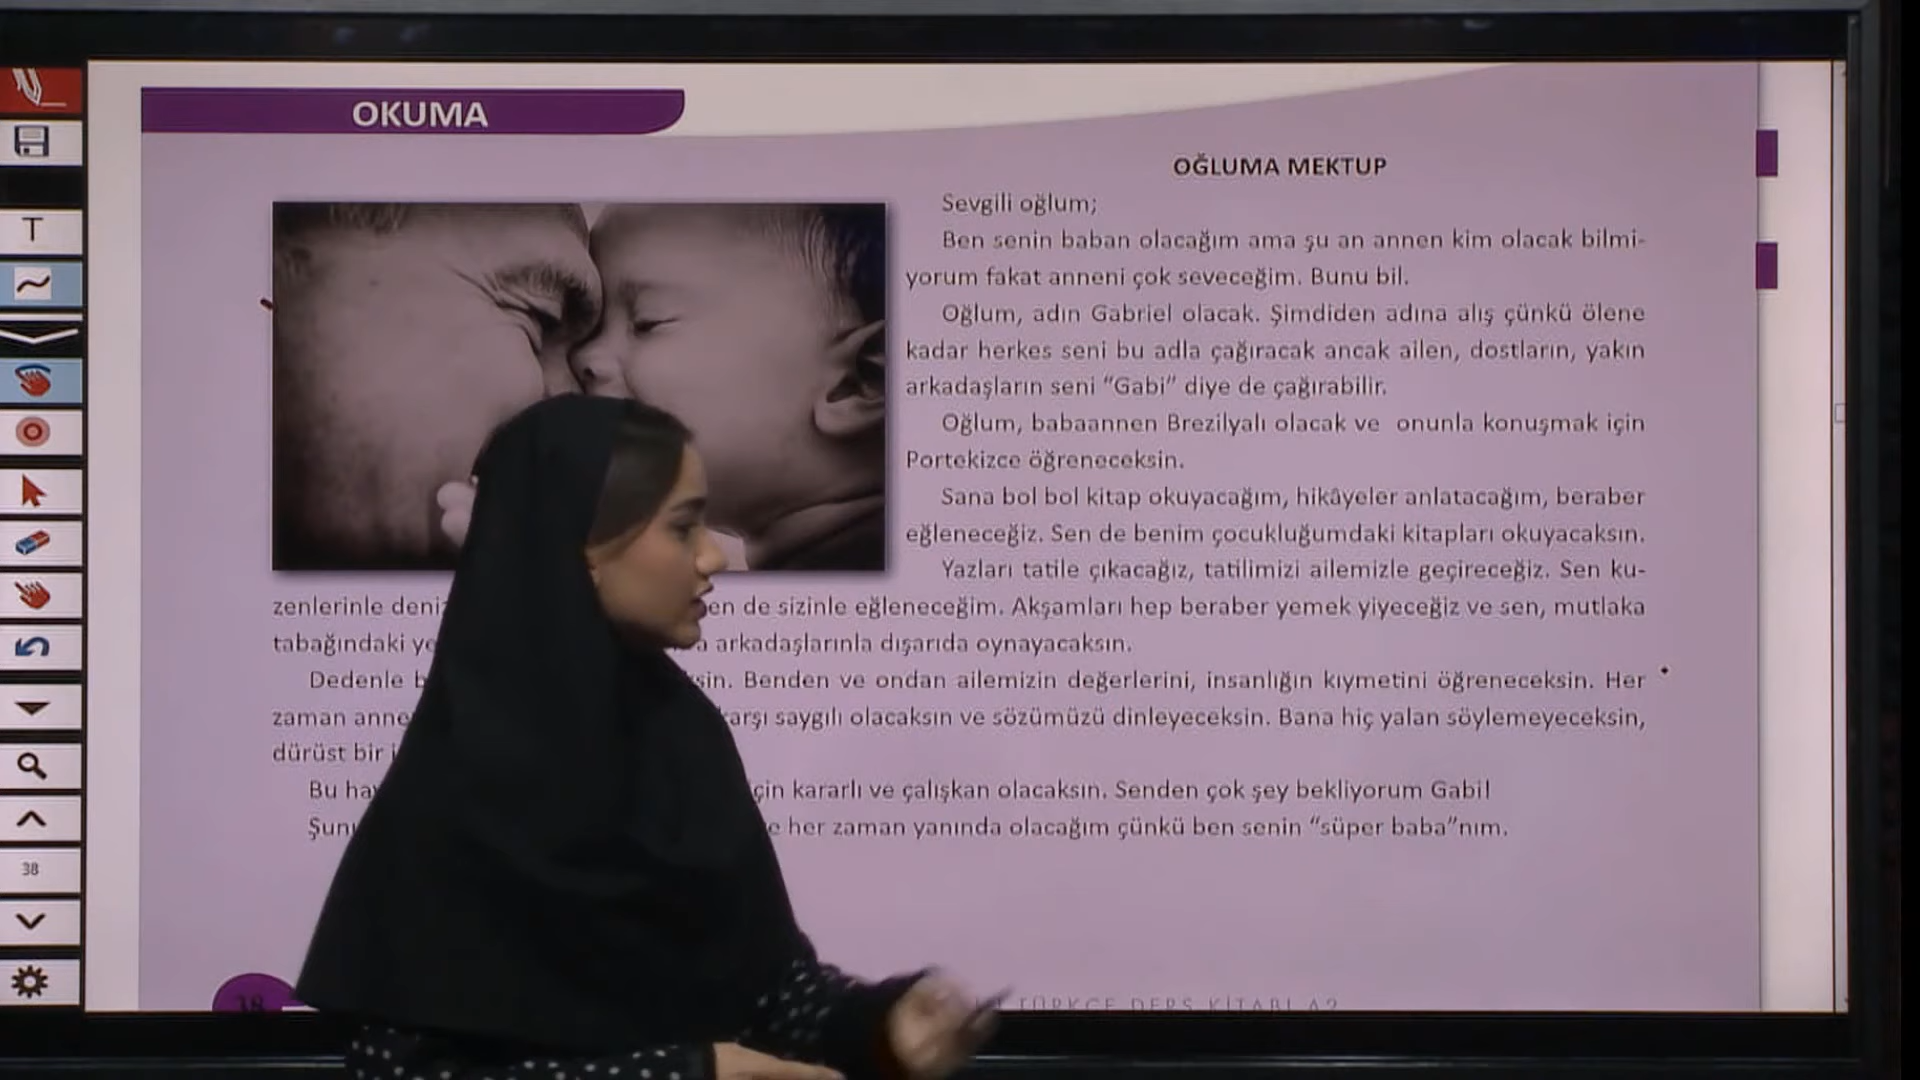 OKUMA
OĞLUMA MEKTUP
Sevgili oğlum;
Ben senin baban olacağım ama şu an annen kim olacak bilmi-
yorum fakat anneni çok seveceğim. Bunu bil.
Oğlum, adın Gabriel olacak. Şimdiden adına alış çünkü ölene
kadar herkes seni bu adla çağıracak ancak ailen, dostların, yakın
arkadaşların seni “Gabi” diye de çağırabilir.
Oğlum, babaannen Brezilyalı olacak ve onunla konuşmak için
Portekizce öğreneceksin.
Sana bol bol kitap okuyacağım, hikâyeler anlatacağım, beraber
eğleneceğiz. Sen de benim çocukluğumdaki kitapları okuyacaksın.
Yazları tatile çıkacağız, tatilimizi ailemizle geçireceğiz. Sen ku-
zenlerinle de sizinle eğleneceğim. Akşamları hep beraber yemek yiyeceğiz ve sen, mutlaka
tabağındaki arkadaşlarınla dışarıda oynayacaksın.
Dedenle Benden ve ondan ailemizin değerlerini, insanlığın kıymetini öğreneceksin. Her
zaman saygılı olacaksın ve sözümüzü dinleyeceksin. Bana hiç yalan söylemeyeceksin,
dürüst bir
Bu kararlı ve çalışkan olacaksın. Senden çok şey bekliyorum Gabi!
her zaman yanında olacağım çünkü ben senin “süper baba”nım.
T
38
38
TÜRKÇE DERS KİTABI A2